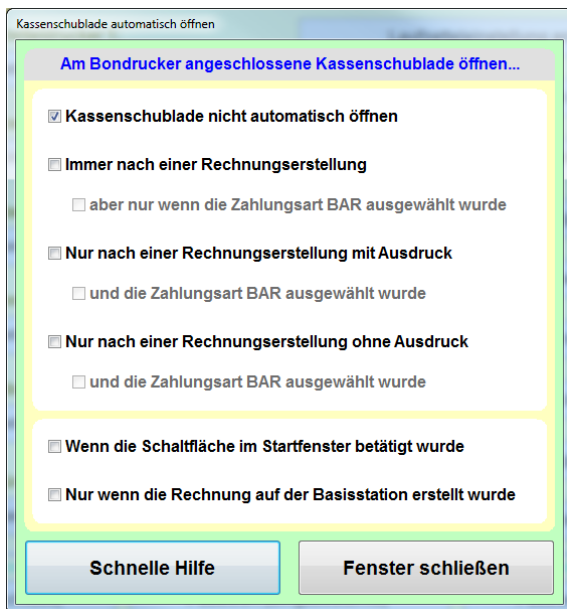 Kassenschublade automatisch öffnen
Am Bondrucker angeschlossene Kassenschublade öffnen...
Kassenschublade nicht automatisch öffnen
Immer nach einer Rechnungserstellung
aber nur wenn die Zahlungsart BAR ausgewählt wurde
Nur nach einer Rechnungserstellung mit Ausdruck
und die Zahlungsart BAR ausgewählt wurde
Nur nach einer Rechnungserstellung ohne Ausdruck
und die Zahlungsart BAR ausgewählt wurde
Wenn die Schaltfläche im Startfenster betätigt wurde
Nur wenn die Rechnung auf der Basisstation erstellt wurde
Schnelle Hilfe
Fenster schließen